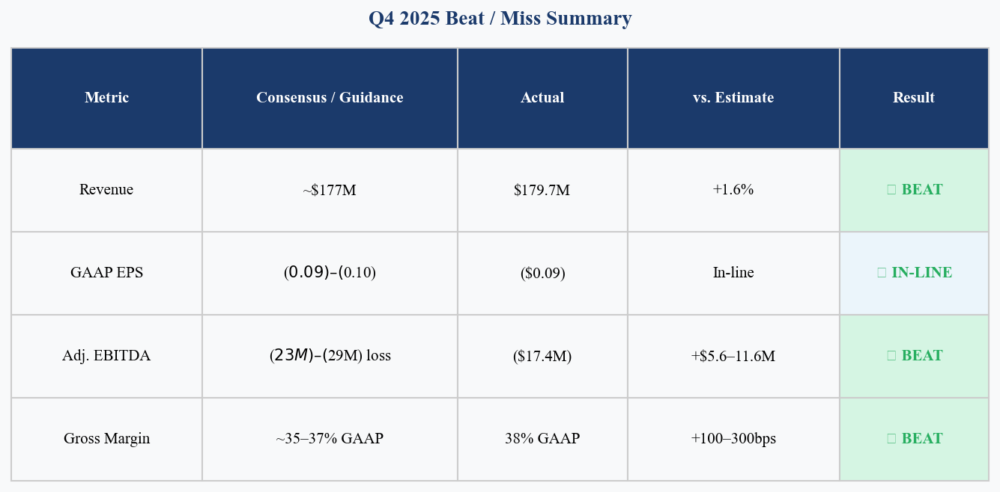 Q4 2025 Beat / Miss Summary
Metric Consensus / Guidance Actual vs. Estimate Result
Revenue ~$177M $179.7M +1.6% □ BEAT
GAAP EPS (0.09)–(0.10) ($0.09) In-line □ IN-LINE
Adj. EBITDA (23M)–(29M) loss ($17.4M) +$5.6–11.6M □ BEAT
Gross Margin ~35–37% GAAP 38% GAAP +100–300bps □ BEAT